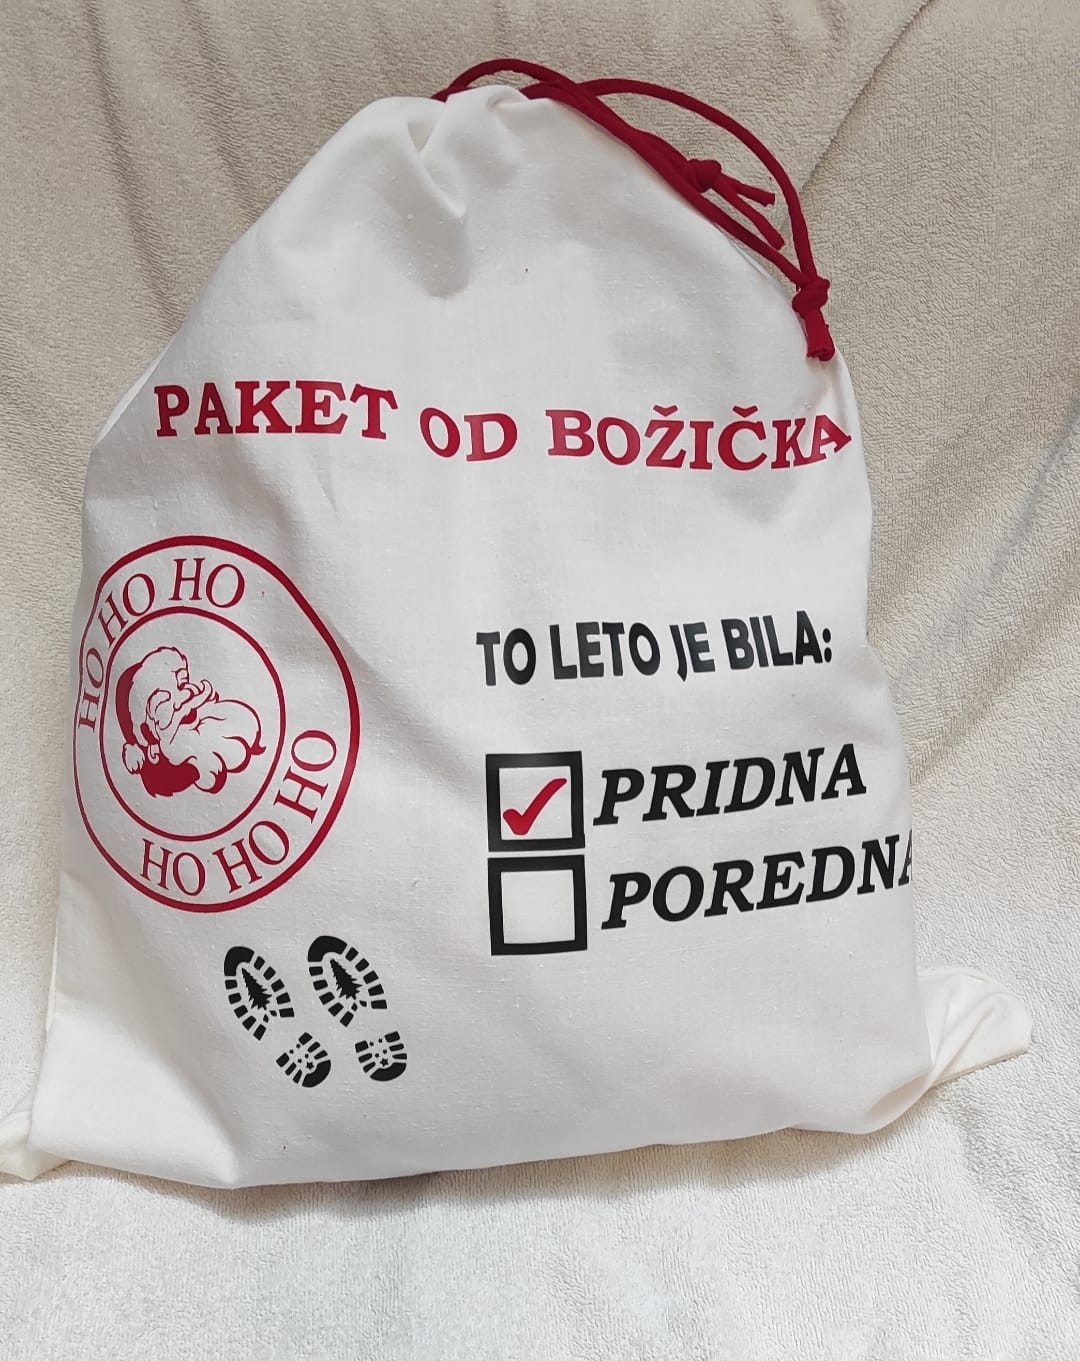 PAKET OD BOŽIČKA
HO HO HO
HO HO HO
TO LETO JE BILA:
PRIDNA
POREDNA